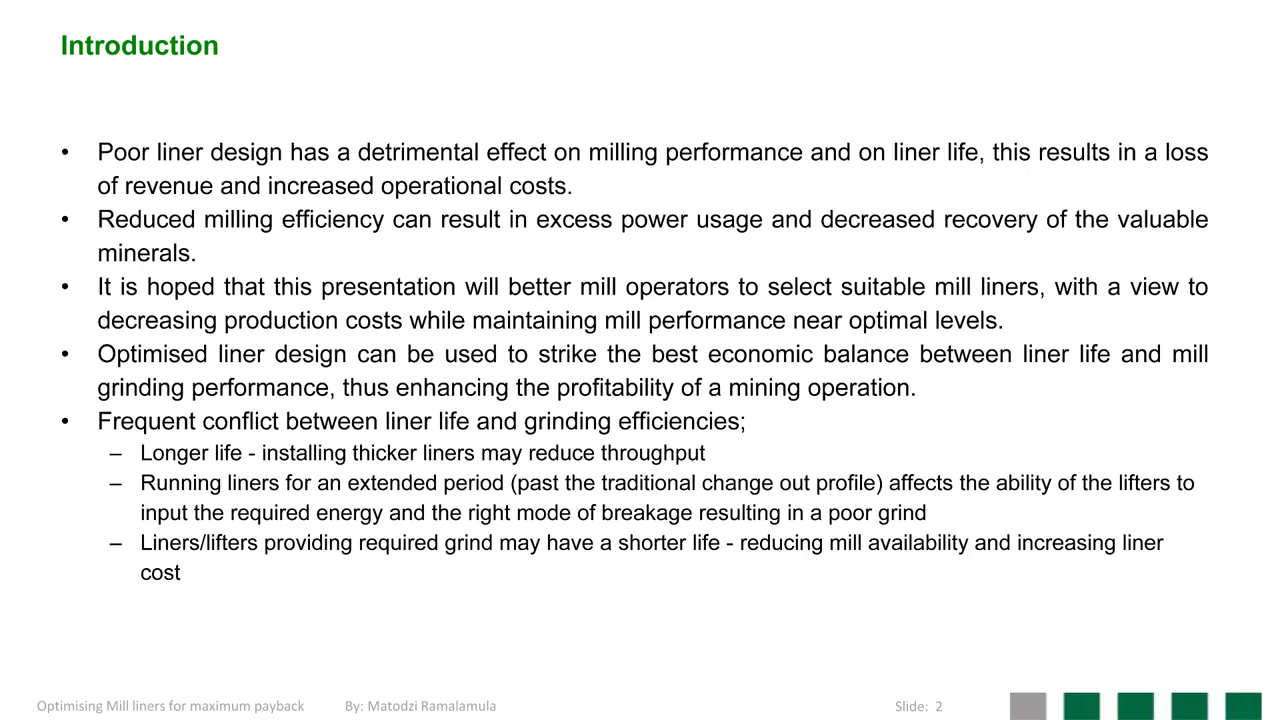 Introduction
• Poor liner design has a detrimental effect on milling performance and on liner life, this results in a loss
of revenue and increased operational costs.
• Reduced milling efficiency can result in excess power usage and decreased recovery of the valuable
minerals.
• It is hoped that this presentation will better mill operators to select suitable mill liners, with a view to
decreasing production costs while maintaining mill performance near optimal levels.
• Optimised liner design can be used to strike the best economic balance between liner life and mill
grinding performance, thus enhancing the profitability of a mining operation.
• Frequent conflict between liner life and grinding efficiencies;
– Longer life - installing thicker liners may reduce throughput
– Running liners for an extended period (past the traditional change out profile) affects the ability of the lifters to
input the required energy and the right mode of breakage resulting in a poor grind
– Liners/lifters providing required grind may have a shorter life - reducing mill availability and increasing liner
cost
Optimising Mill liners for maximum payback By: Matodzi Ramalamula Slide: 2